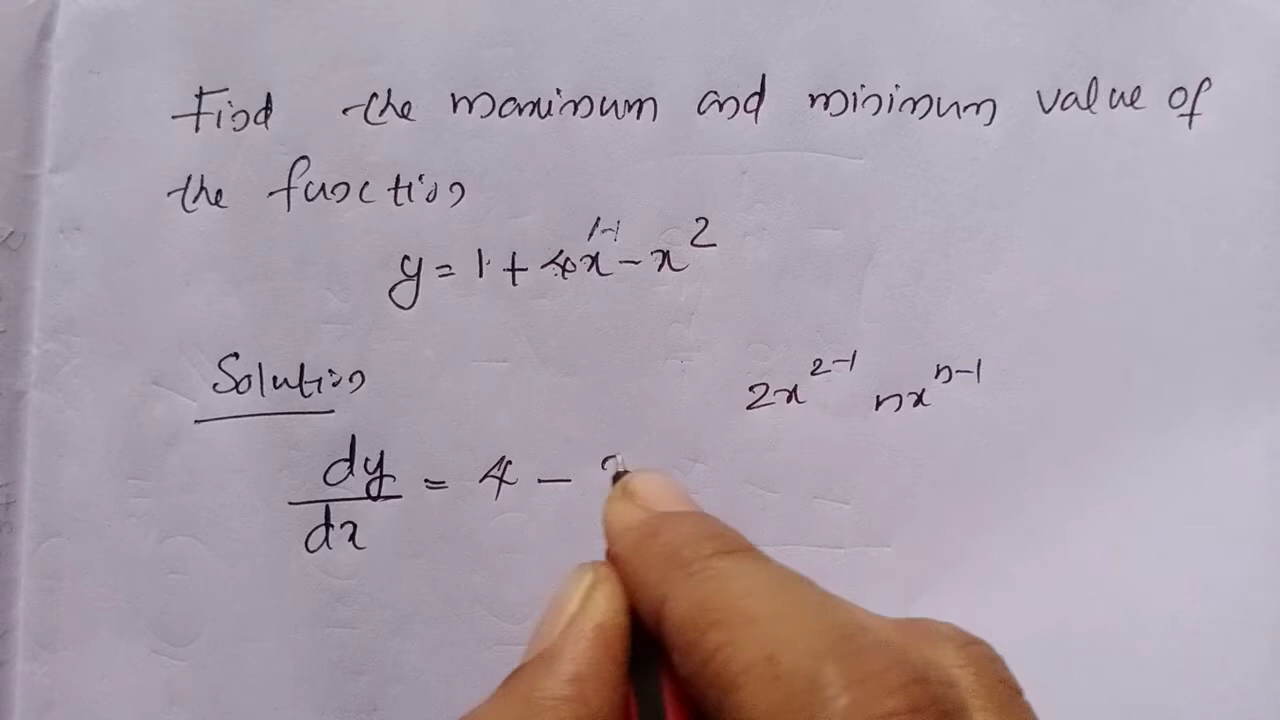 Find the maximum and minimum value of
the function
y = 1 + 4x^{1-1} - x^2
Solution
2x^{2-1} nx^{n-1}
dy/dx = 4 -